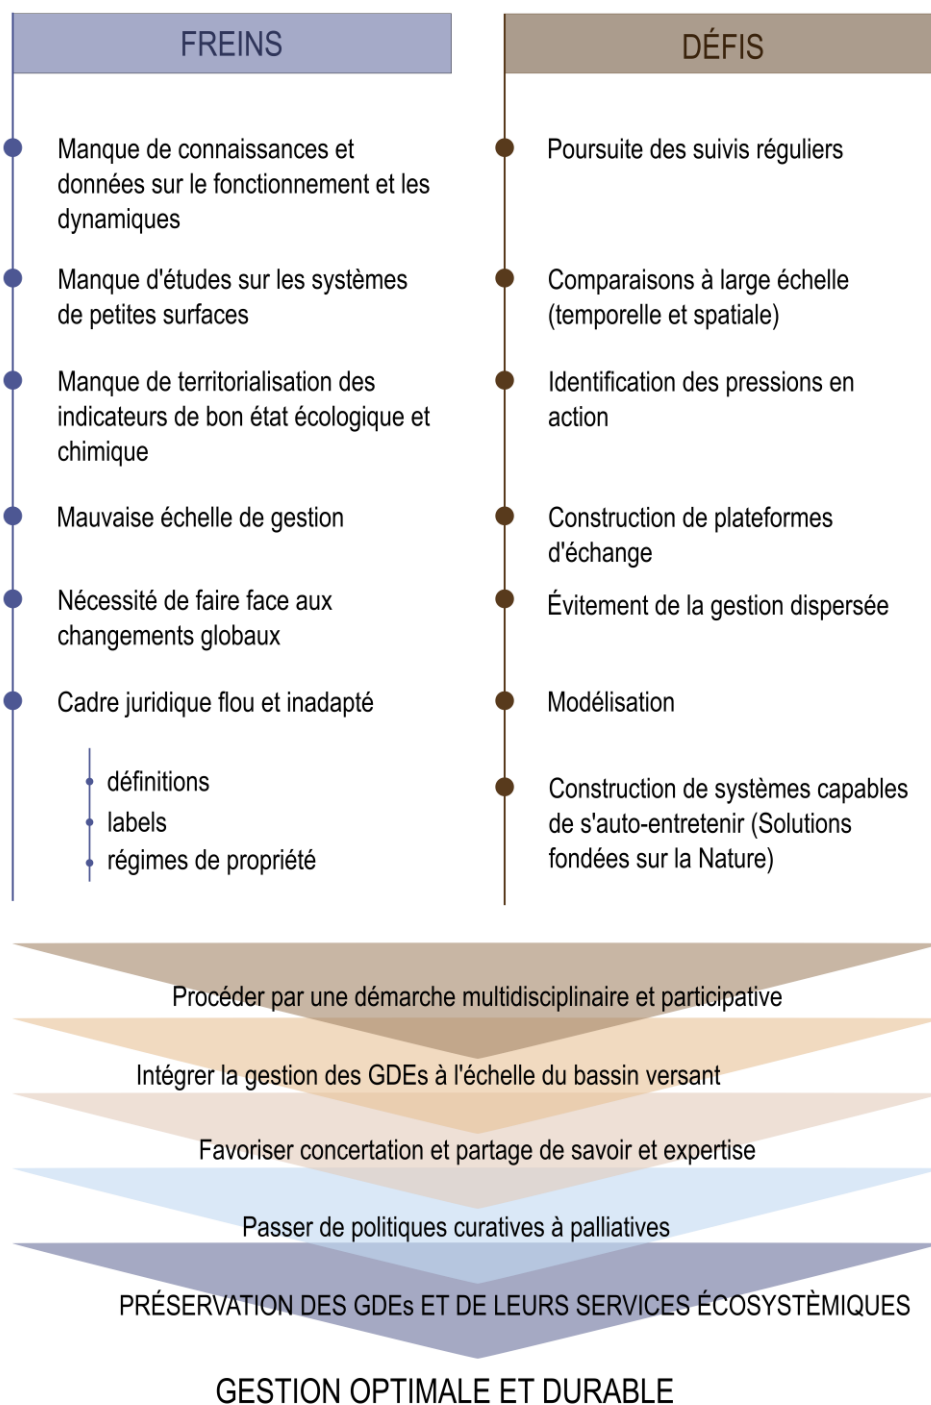 FREINS
Manque de connaissances et
données sur le fonctionnement et les
dynamiques
Manque d'études sur les systèmes
de petites surfaces
Manque de territorialisation des
indicateurs de bon état écologique et
chimique
Mauvaise échelle de gestion
Nécessité de faire face aux
changements globaux
Cadre juridique flou et inadapté
définitions
labels
régimes de propriété
DÉFIS
Poursuite des suivis réguliers
Comparaisons à large échelle
(temporelle et spatiale)
Identification des pressions en
action
Construction de plateformes
d'échange
Évitement de la gestion dispersée
Modélisation
Construction de systèmes capables
de s'auto-entretenir (Solutions
fondées sur la Nature)
Procéder par une démarche multidisciplinaire et participative
Intégrer la gestion des GDEs à l'échelle du bassin versant
Favoriser concertation et partage de savoir et expertise
Passer de politiques curatives à palliatives
PRÉSERVATION DES GDEs ET DE LEURS SERVICES ÉCOSYSTÈMIQUES
GESTION OPTIMALE ET DURABLE